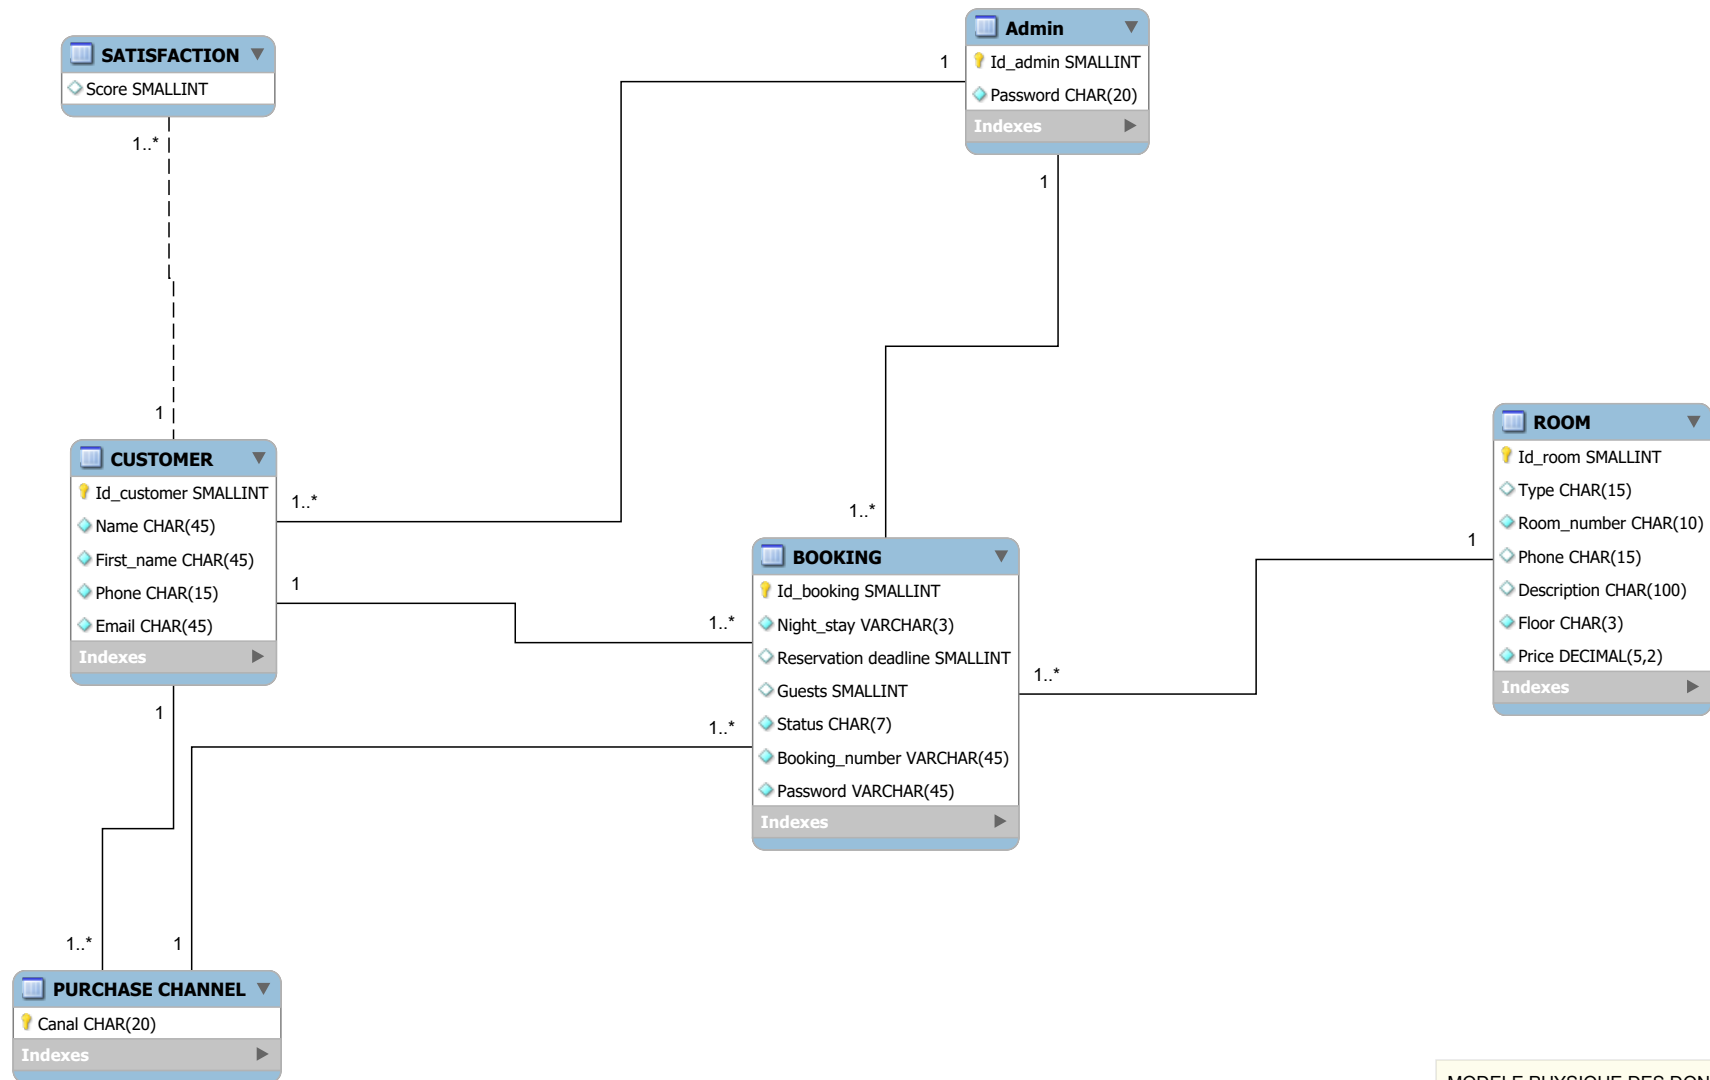 SATISFACTION
Score SMALLINT
1..*
1
Admin
Id_admin SMALLINT
Password CHAR(20)
Indexes
1
1
CUSTOMER
Id_customer SMALLINT
Name CHAR(45)
First_name CHAR(45)
Phone CHAR(15)
Email CHAR(45)
Indexes
1..*
1
1
1..*
BOOKING
Id_booking SMALLINT
Night_stay VARCHAR(3)
Reservation deadline SMALLINT
Guests SMALLINT
Status CHAR(7)
Booking_number VARCHAR(45)
Password VARCHAR(45)
Indexes
1..*
1..*
1..*
1
ROOM
Id_room SMALLINT
Type CHAR(15)
Room_number CHAR(10)
Phone CHAR(15)
Description CHAR(100)
Floor CHAR(3)
Price DECIMAL(5,2)
Indexes
1..*
1
PURCHASE CHANNEL
Canal CHAR(20)
Indexes
MODELE PHYSIQUE DES DON